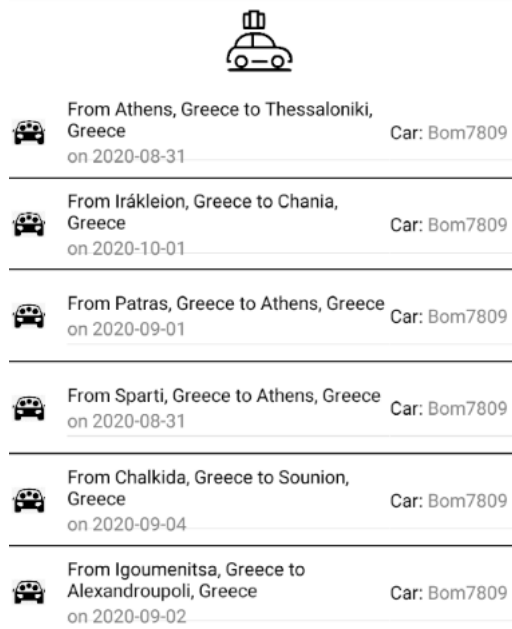 From Athens, Greece to Thessaloniki,
Greece
on 2020-08-31
Car: Bom7809
From Irákleion, Greece to Chania,
Greece
on 2020-10-01
Car: Bom7809
From Patras, Greece to Athens, Greece
on 2020-09-01
Car: Bom7809
From Sparti, Greece to Athens, Greece
on 2020-08-31
Car: Bom7809
From Chalkida, Greece to Sounion,
Greece
on 2020-09-04
Car: Bom7809
From Igoumenitsa, Greece to
Alexandroupoli, Greece
on 2020-09-02
Car: Bom7809